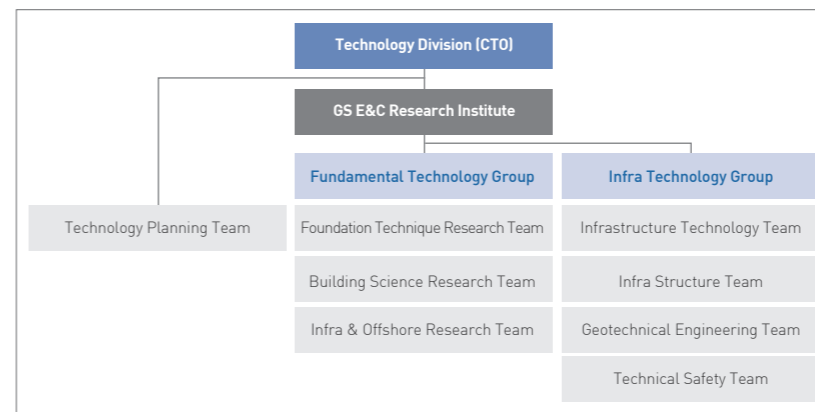 Technology Division (CTO)
GS E&C Research Institute
Fundamental Technology Group
Infra Technology Group
Technology Planning Team
Foundation Technique Research Team
Infrastructure Technology Team
Building Science Research Team
Infra Structure Team
Infra & Offshore Research Team
Geotechnical Engineering Team
Technical Safety Team